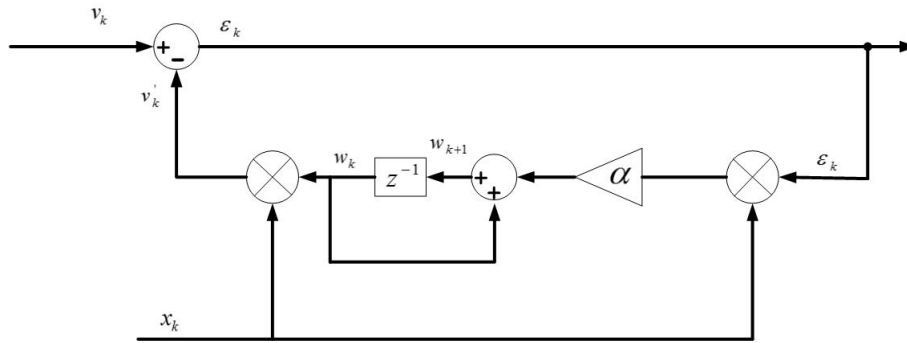 v_k
ε_k
+
-
v'_k
w_k
w_{k+1}
z^{-1}
+
+
α
ε_k
x_k